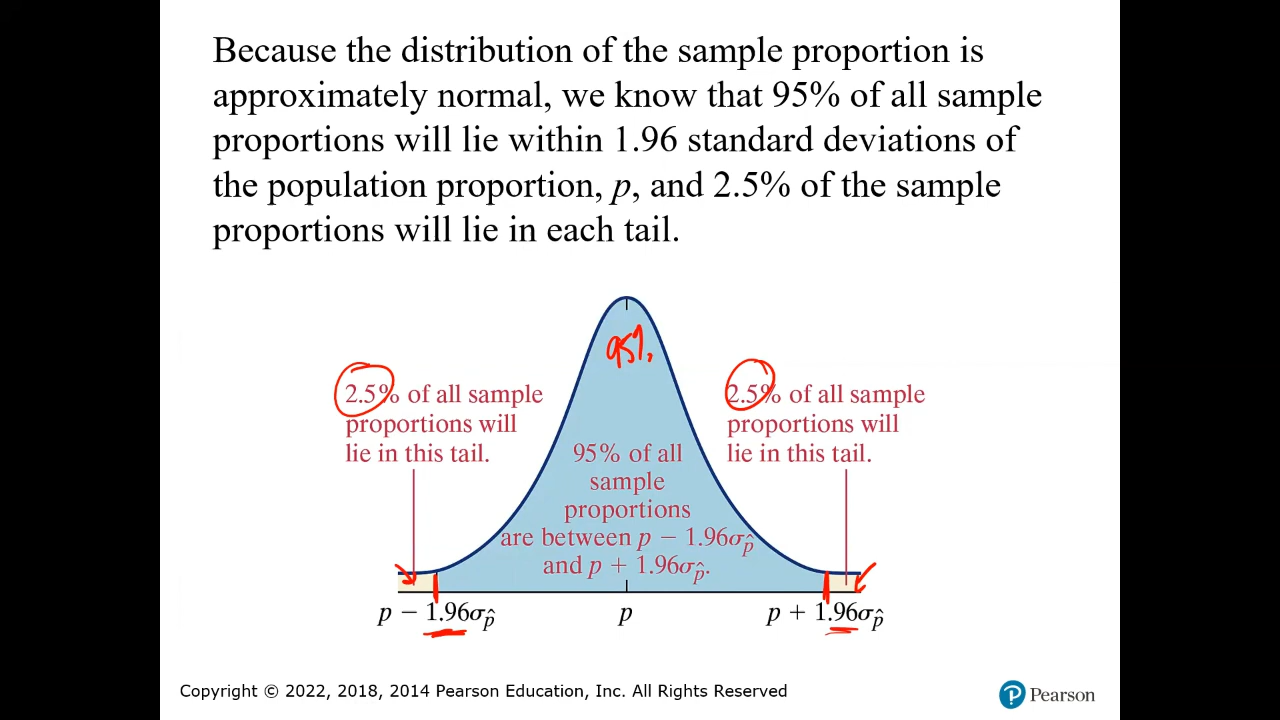 Because the distribution of the sample proportion is
approximately normal, we know that 95% of all sample
proportions will lie within 1.96 standard deviations of
the population proportion, p, and 2.5% of the sample
proportions will lie in each tail.
95%
2.5% of all sample
proportions will
lie in this tail.
2.5% of all sample
proportions will
lie in this tail.
95% of all
sample
proportions
are between p − 1.96σp̂
and p + 1.96σp̂.
p − 1.96σp̂
p
p + 1.96σp̂
Copyright © 2022, 2018, 2014 Pearson Education, Inc. All Rights Reserved
P Pearson